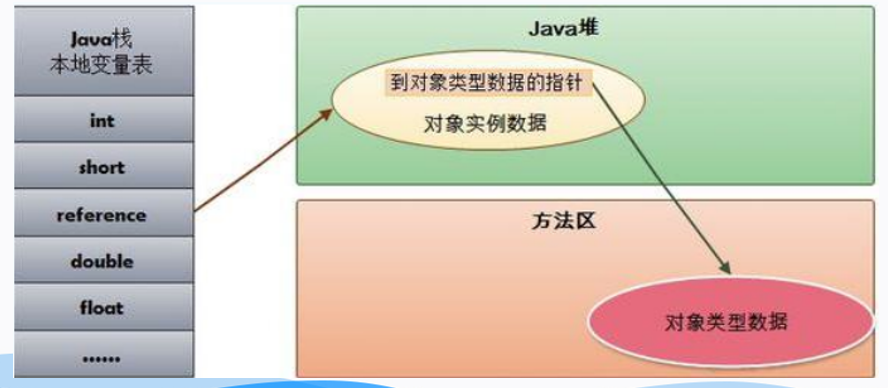 Java栈
本地变量表
int
short
reference
double
float
......
Java堆
到对象类型数据的指针
对象实例数据
方法区
对象类型数据